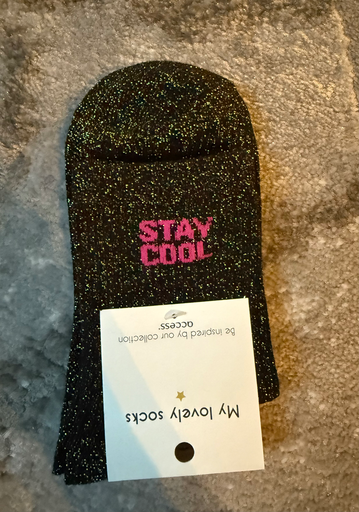 STAY
COOL
My lovely socks
Be inspired by our collection
access*